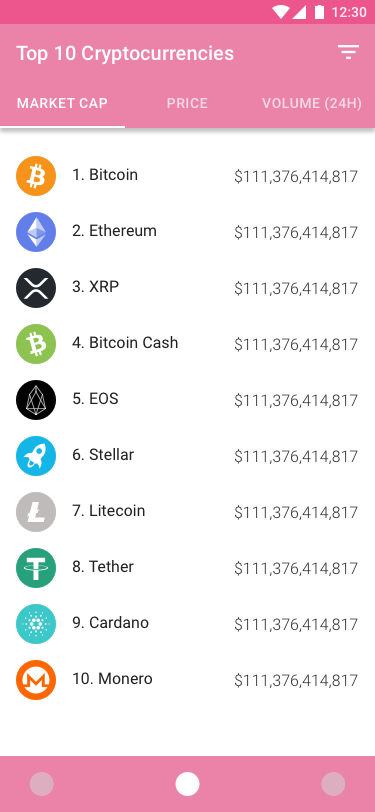 12:30
Top 10 Cryptocurrencies
MARKET CAP PRICE VOLUME (24H)
1. Bitcoin $111,376,414,817
2. Ethereum $111,376,414,817
3. XRP $111,376,414,817
4. Bitcoin Cash $111,376,414,817
5. EOS $111,376,414,817
6. Stellar $111,376,414,817
7. Litecoin $111,376,414,817
8. Tether $111,376,414,817
9. Cardano $111,376,414,817
10. Monero $111,376,414,817